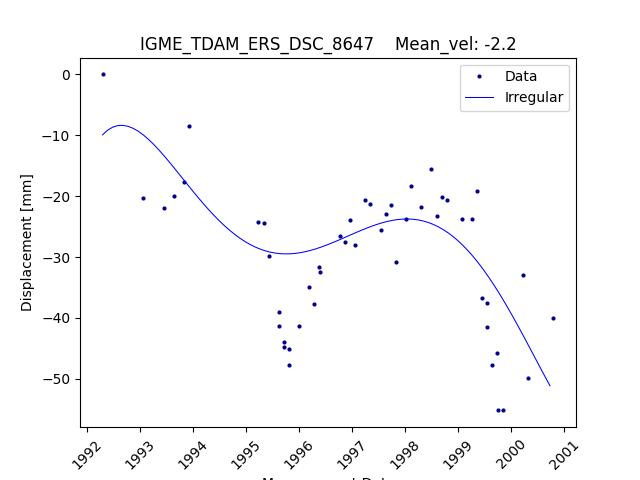 IGME_TDAM_ERS_DSC_8647    Mean_vel: -2.2
Data
Irregular
Displacement [mm]
0
−10
−20
−30
−40
−50
1992 1993 1994 1995 1996 1997 1998 1999 2000 2001